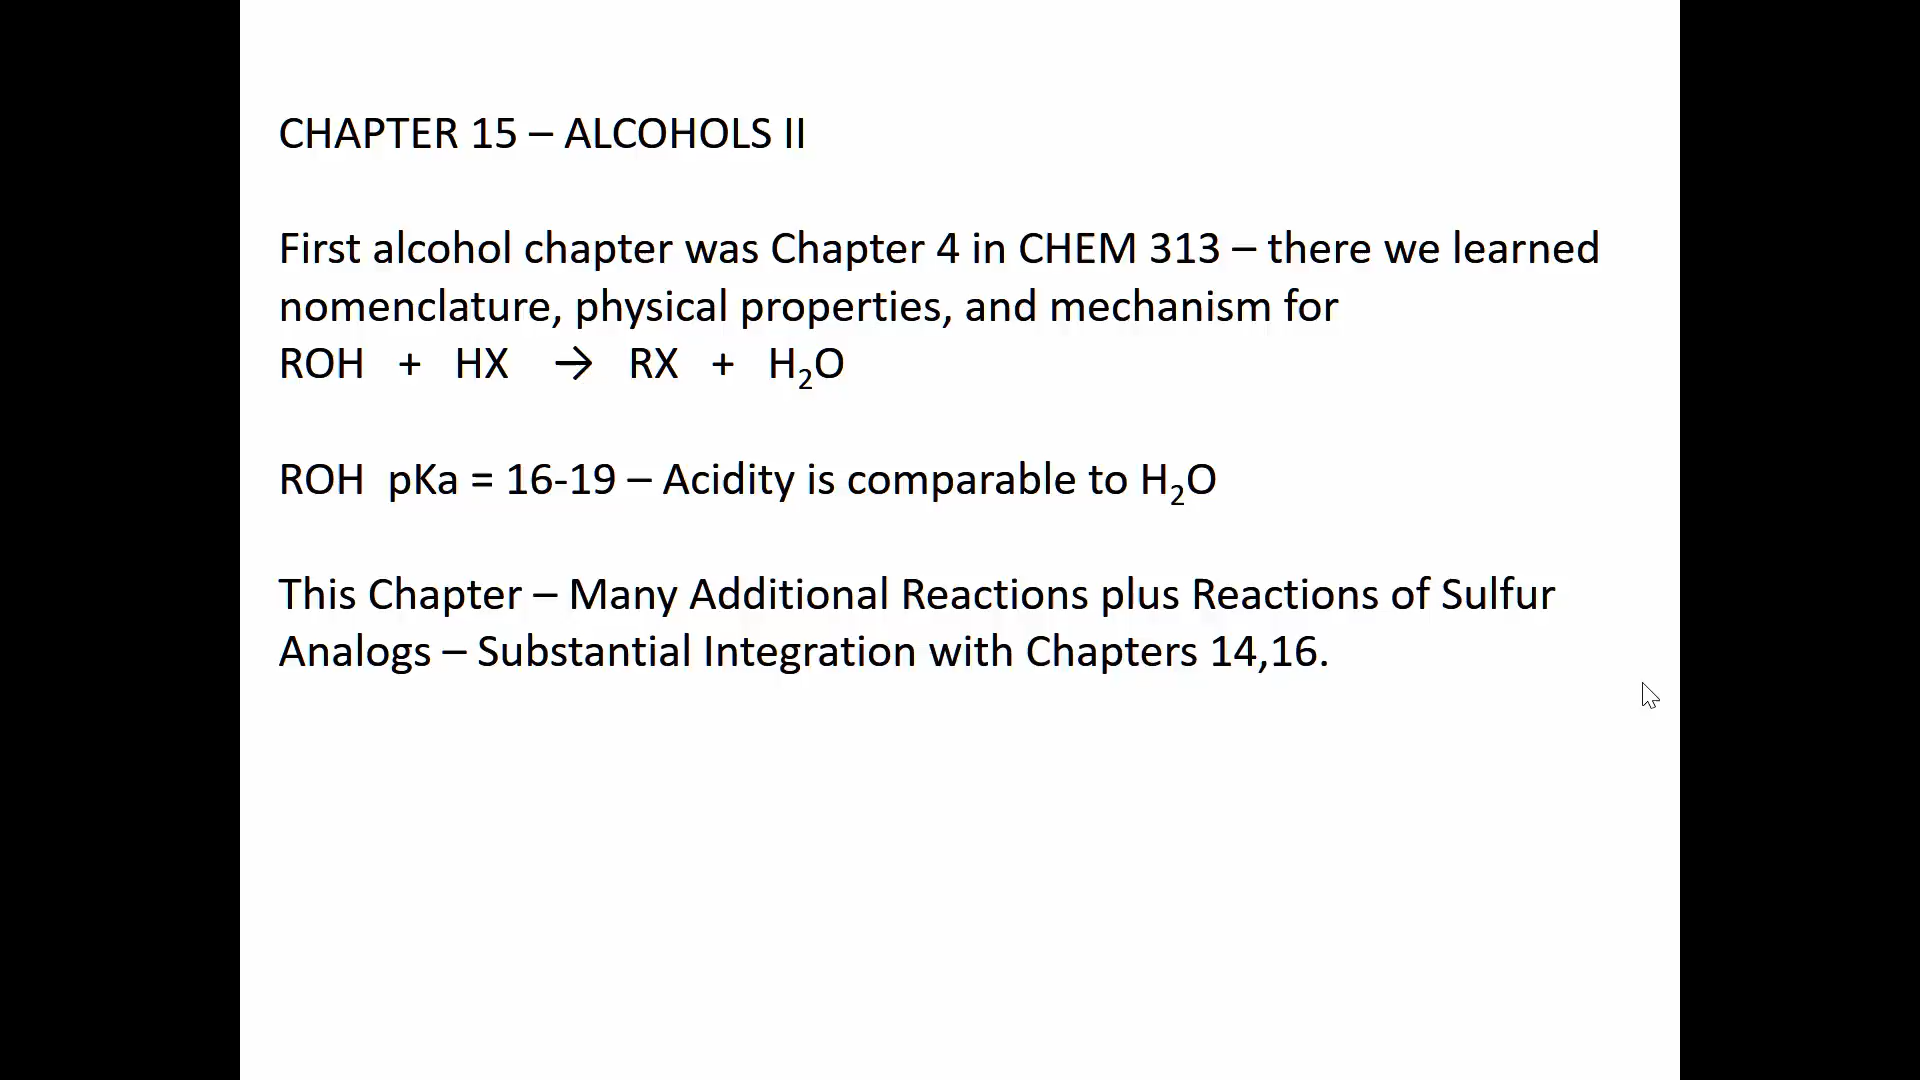 CHAPTER 15 – ALCOHOLS II
First alcohol chapter was Chapter 4 in CHEM 313 – there we learned
nomenclature, physical properties, and mechanism for
ROH + HX → RX + H₂O
ROH pKa = 16-19 – Acidity is comparable to H₂O
This Chapter – Many Additional Reactions plus Reactions of Sulfur
Analogs – Substantial Integration with Chapters 14,16.